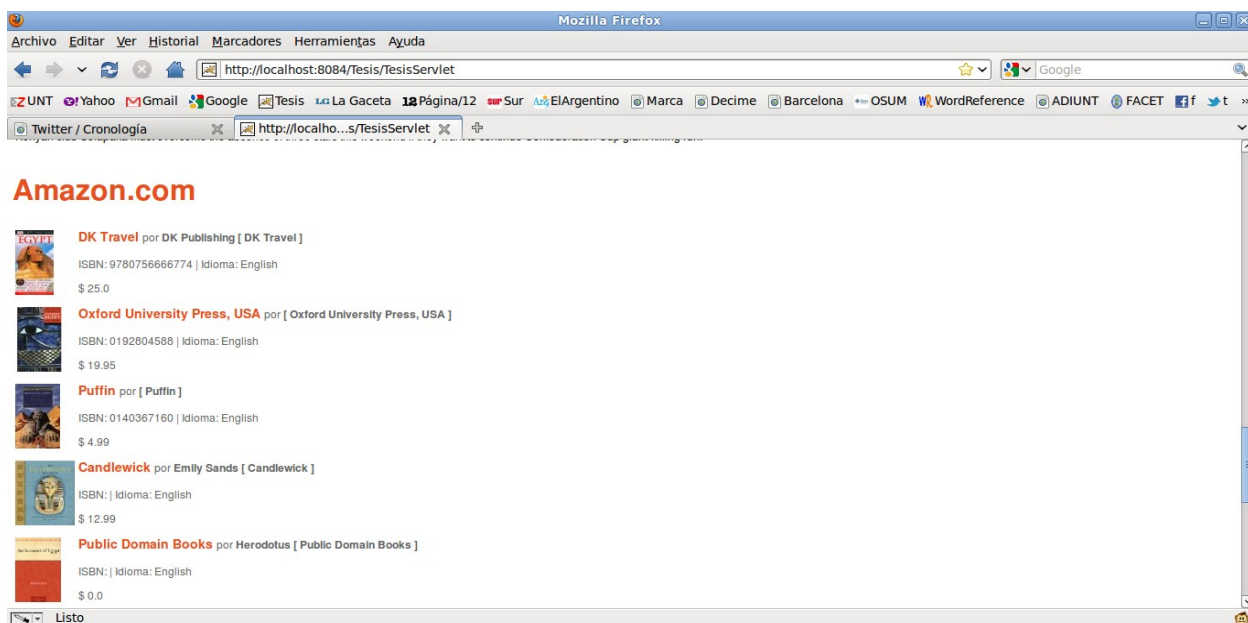 Mozilla Firefox
Archivo Editar Ver Historial Marcadores Herramientas Ayuda
http://localhost:8084/Tesis/TesisServlet Google
UNT Yahoo Gmail Google Tesis LG La Gaceta 12 Página/12 sur Sur ElArgentino Marca Decime Barcelona OSUM WordReference ADIUNT FACET f t »
Twitter / Cronología http://localho...s/TesisServlet
Amazon.com
EGYPT
DK Travel por DK Publishing [ DK Travel ]
ISBN: 9780756666774 | Idioma: English
$ 25.0
Oxford University Press, USA por [ Oxford University Press, USA ]
ISBN: 0192804588 | Idioma: English
$ 19.95
Puffin por [ Puffin ]
ISBN: 0140367160 | Idioma: English
$ 4.99
Candlewick por Emily Sands [ Candlewick ]
ISBN: | Idioma: English
$ 12.99
Public Domain Books por Herodotus [ Public Domain Books ]
ISBN: | Idioma: English
$ 0.0
Listo